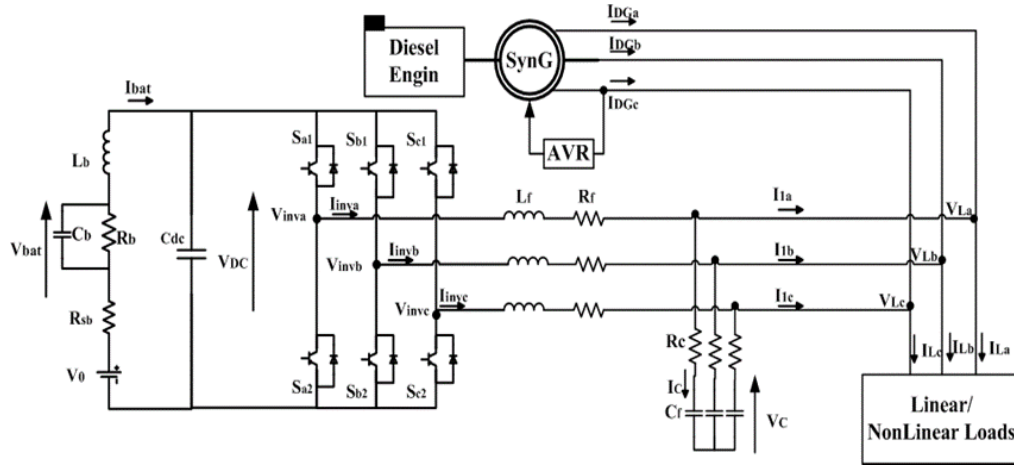 IDGa
Diesel
Engin
SynG
IDGb
IDGc
AVR
Ibat
Lb
Vbat
Cb
Rb
Rsb
V0
Cdc
VDC
Sa1
Sb1
Sc1
Vinva
Iinva
Lf
Rf
I1a
VLa
Vinvb
Iinvb
I1b
VLb
Vinvc
Iinvc
I1c
VLc
Sa2
Sb2
Sc2
Rc
IC
Cf
VC
ILc
ILb
ILa
Linear/
NonLinear Loads